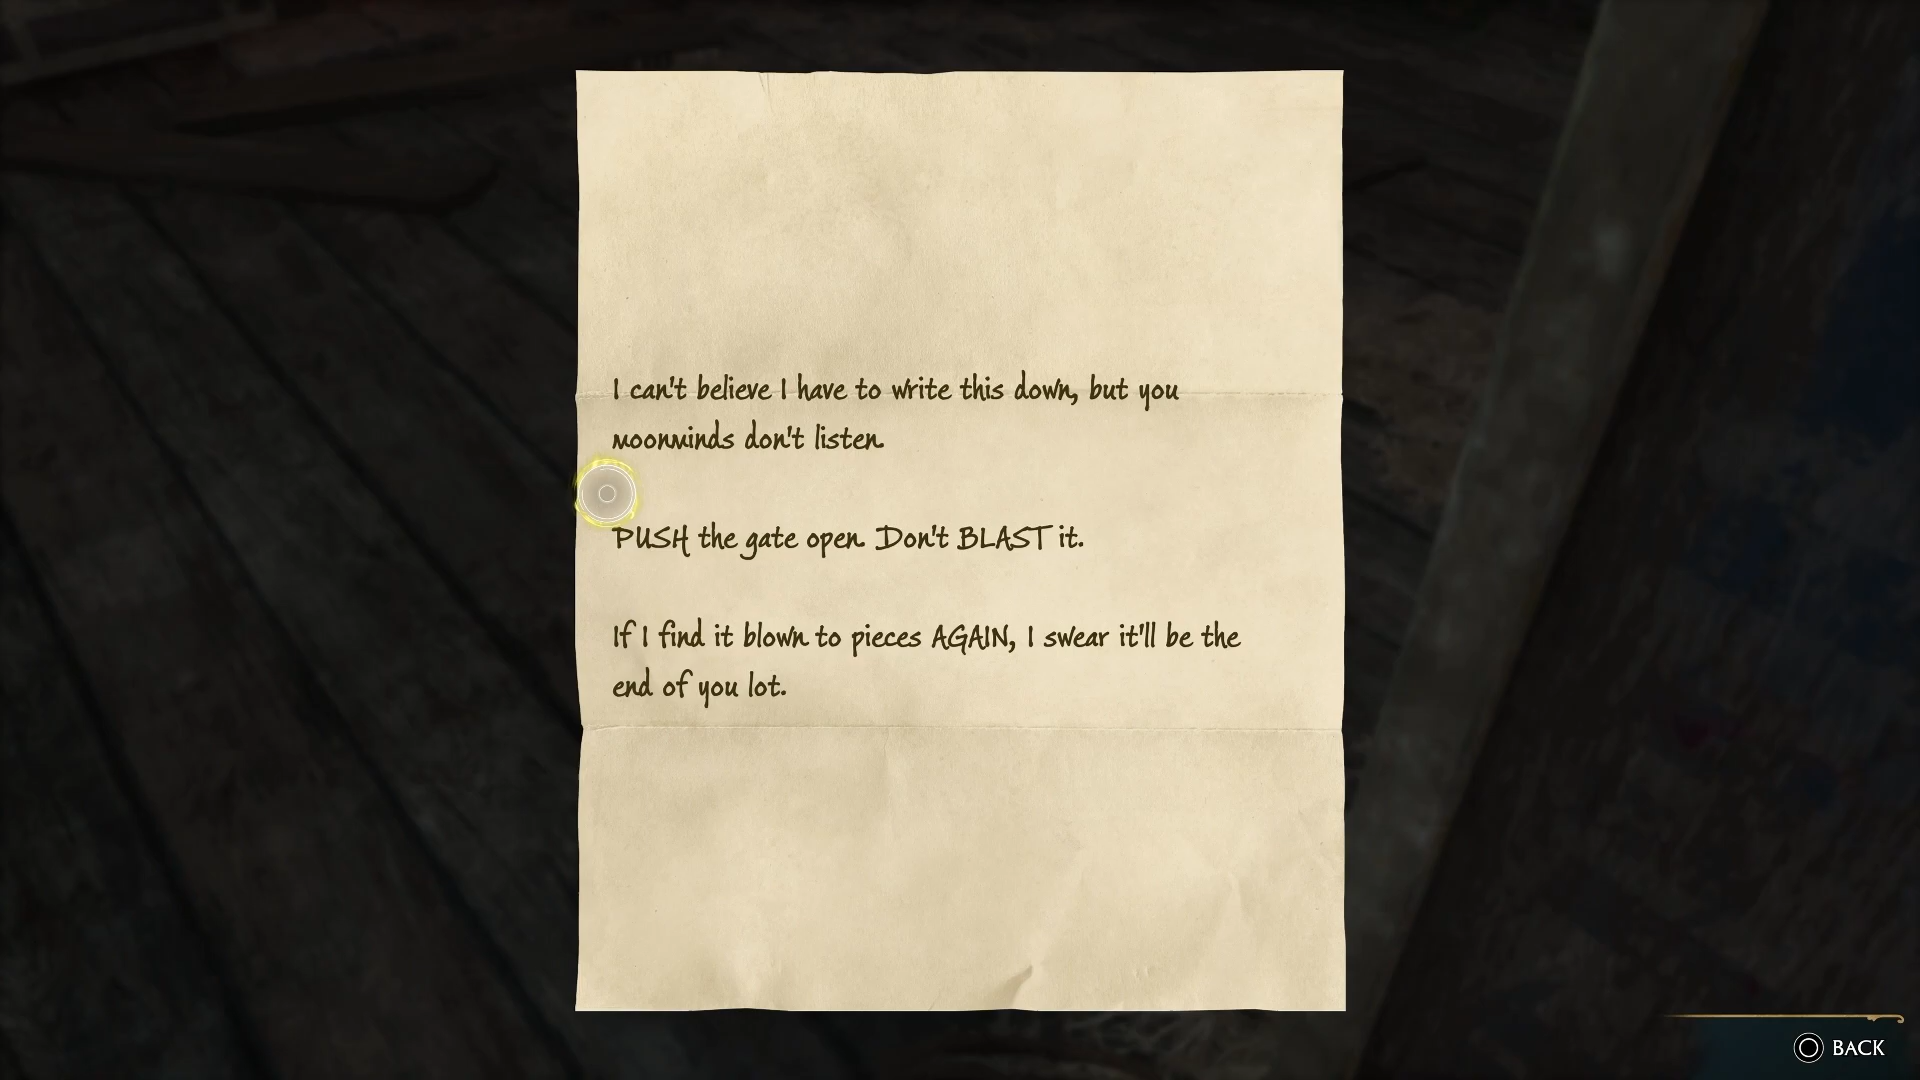 I can't believe I have to write this down, but you
moonminds don't listen.
PUSH the gate open. Don't BLAST it.
If I find it blown to pieces AGAIN, I swear it'll be the
end of you lot.
BACK